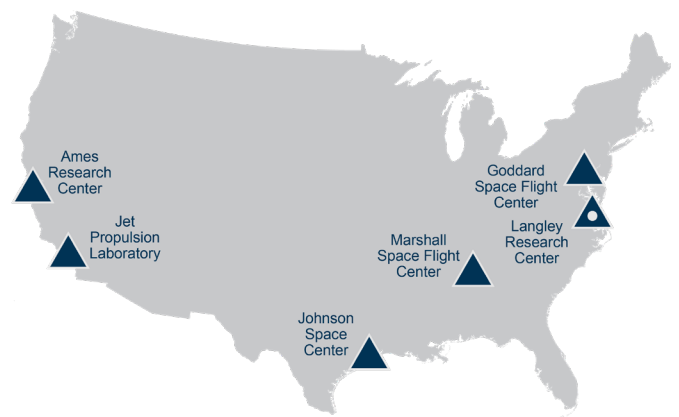 Ames
Research
Center
Jet
Propulsion
Laboratory
Goddard
Space Flight
Center
Langley
Research
Center
Marshall
Space Flight
Center
Johnson
Space
Center